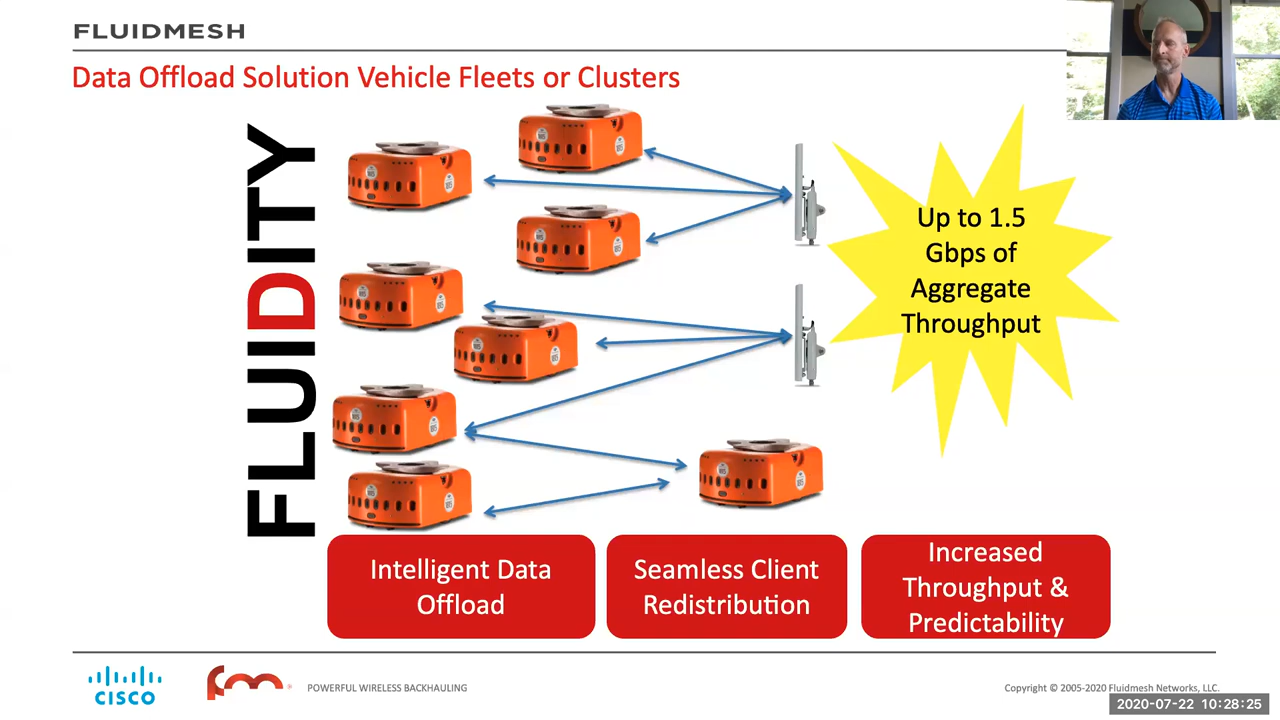 FLUIDMESH
Data Offload Solution Vehicle Fleets or Clusters
FLUIDITY
Up to 1.5
Gbps of
Aggregate
Throughput
Intelligent Data
Offload
Seamless Client
Redistribution
Increased
Throughput &
Predictability
CISCO
fm
POWERFUL WIRELESS BACKHAULING
Copyright © 2005-2020 Fluidmesh Networks, LLC.
2020-07-22 10:28:25